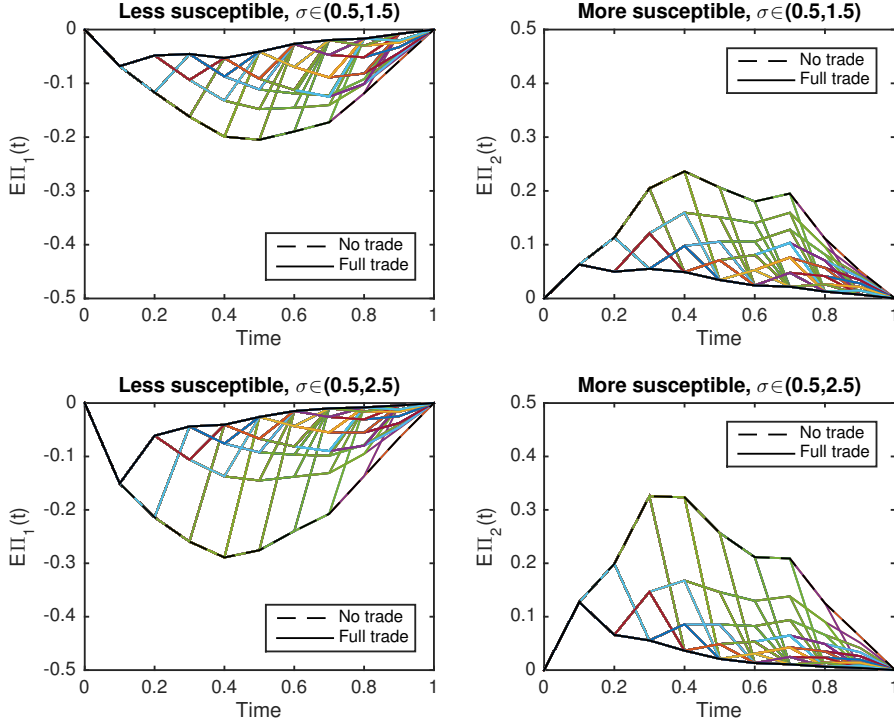 Less susceptible, σ∈(0.5,1.5)
0
-0.1
-0.2
-0.3
-0.4
-0.5
EΠ₁(t)
No trade
Full trade
0 0.2 0.4 0.6 0.8 1
Time
More susceptible, σ∈(0.5,1.5)
0.5
0.4
0.3
0.2
0.1
0
EΠ₂(t)
No trade
Full trade
0 0.2 0.4 0.6 0.8 1
Time
Less susceptible, σ∈(0.5,2.5)
0
-0.1
-0.2
-0.3
-0.4
-0.5
EΠ₁(t)
No trade
Full trade
0 0.2 0.4 0.6 0.8 1
Time
More susceptible, σ∈(0.5,2.5)
0.5
0.4
0.3
0.2
0.1
0
EΠ₂(t)
No trade
Full trade
0 0.2 0.4 0.6 0.8 1
Time